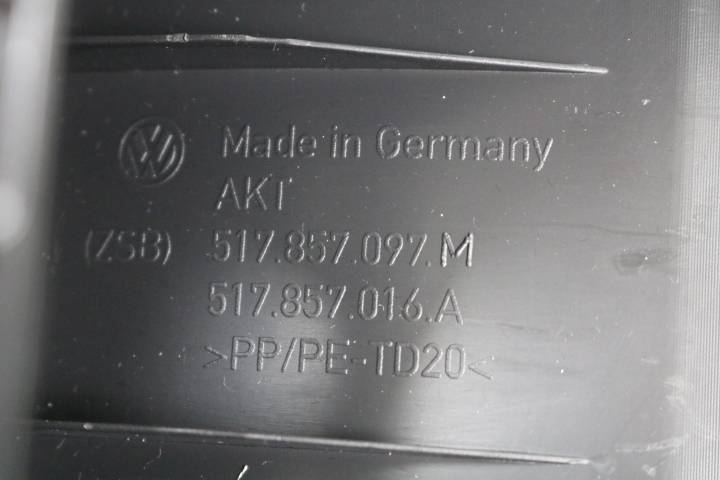 Made in Germany
AKT
(ZSB) 517.857.097.M
517.857.016.A
>PP/PE-TD20<